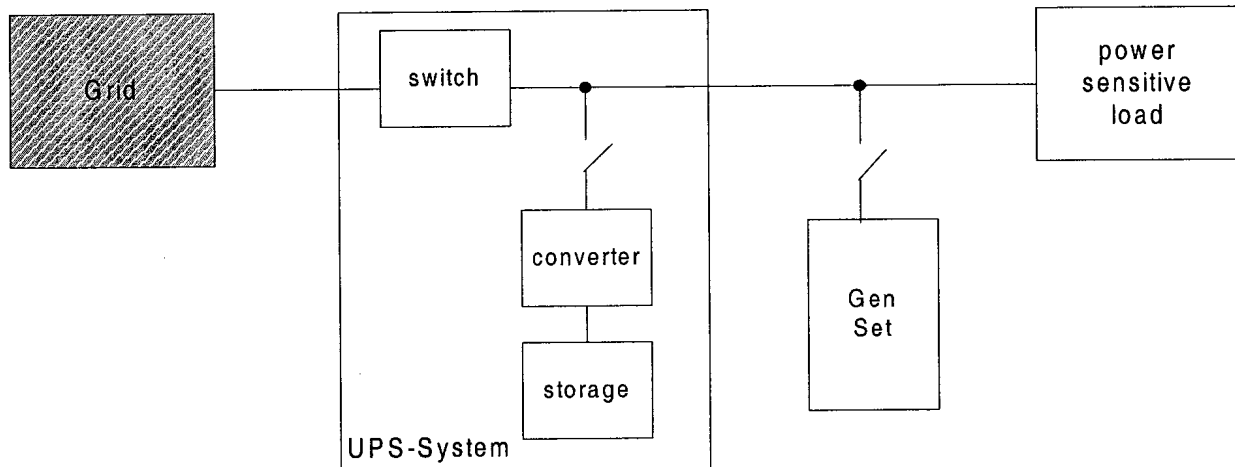 Grid
switch
power
sensitive
load
converter
Gen
Set
storage
UPS-System